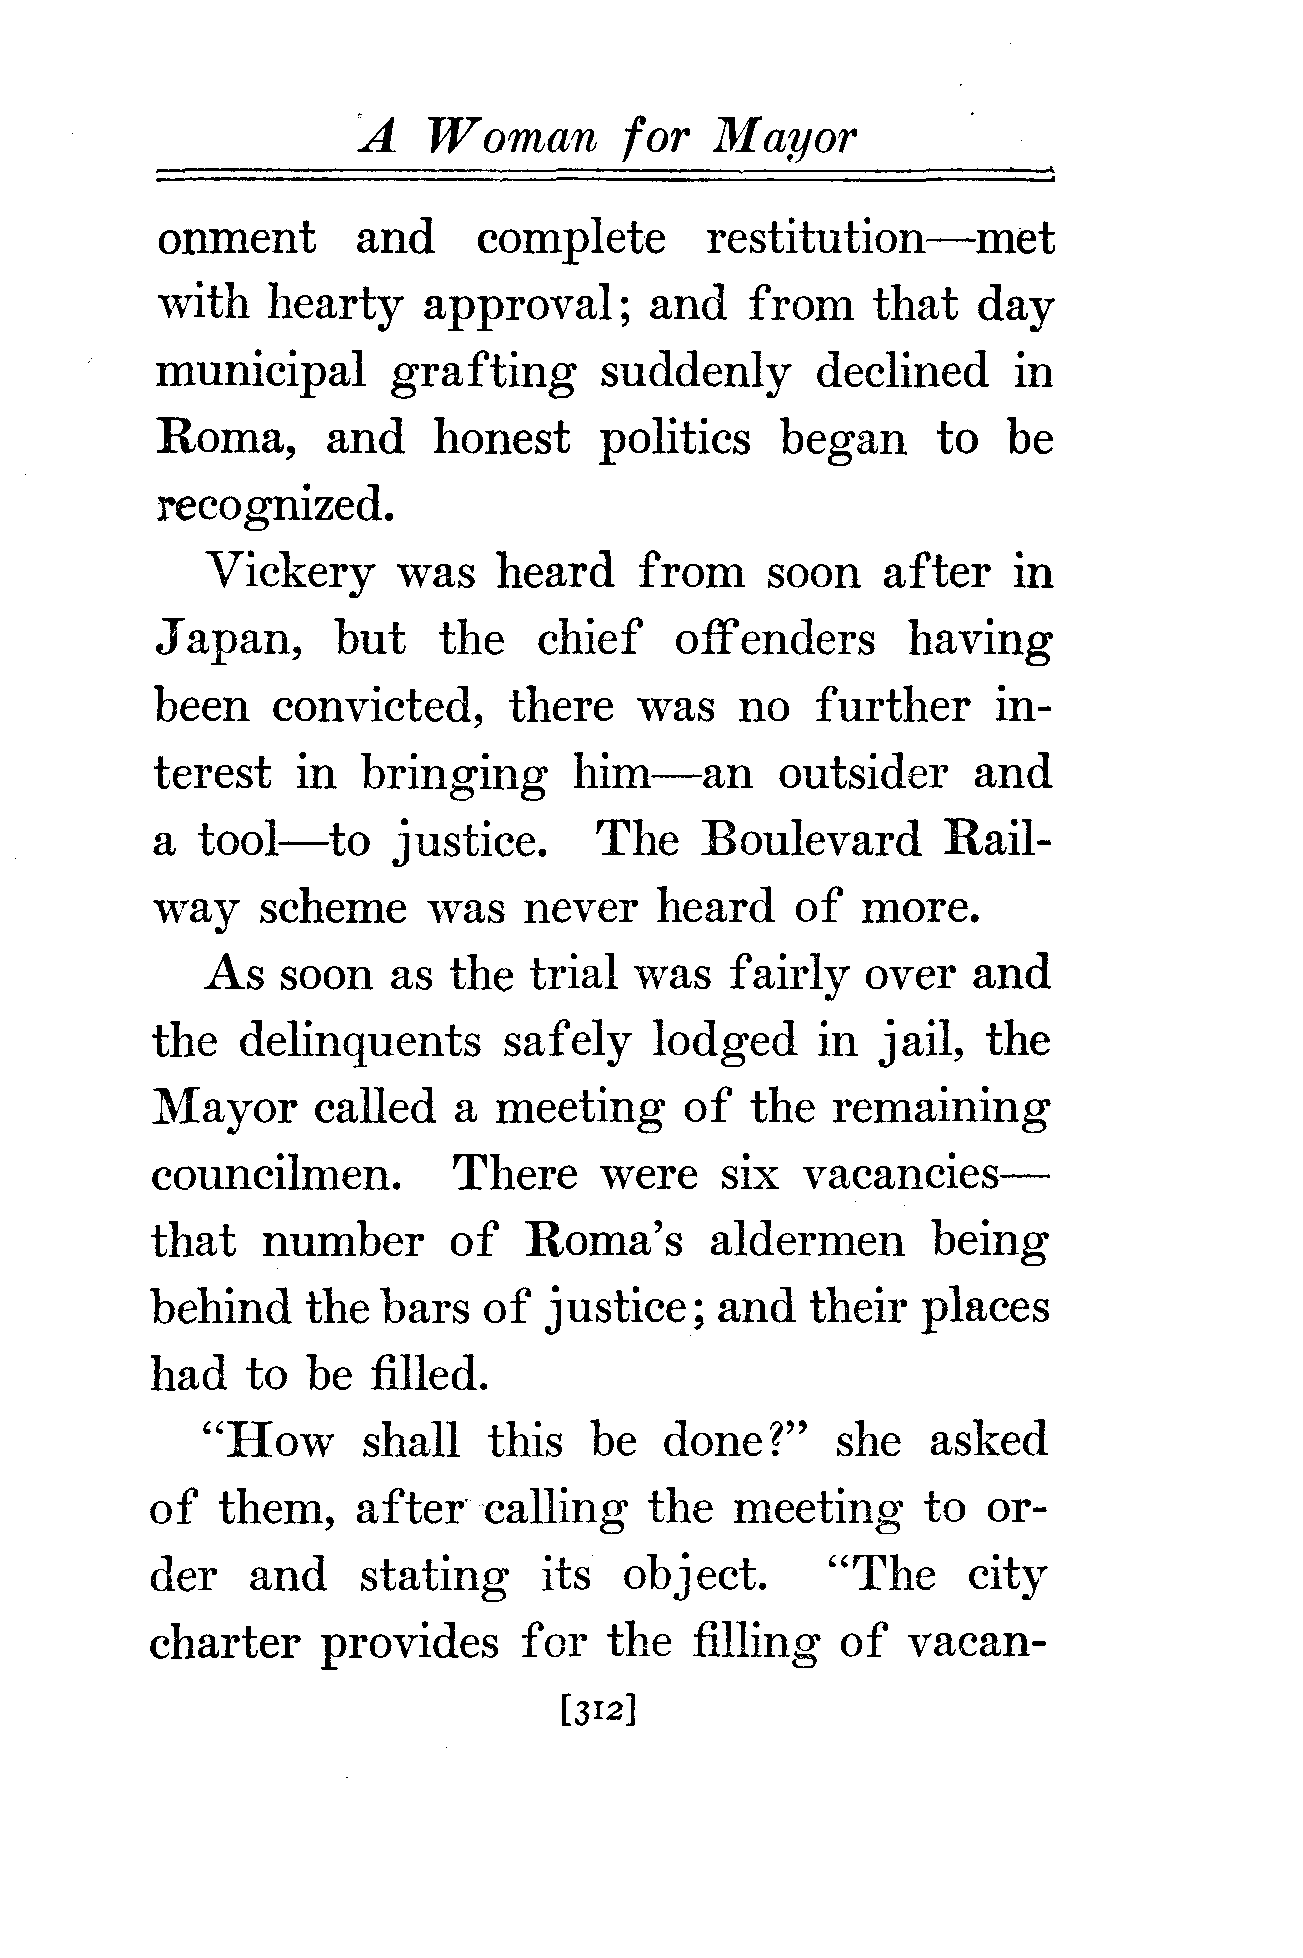 A Woman for Mayor
onment and complete restitution—met
with hearty approval; and from that day
municipal grafting suddenly declined in
Roma, and honest politics began to be
recognized.
Vickery was heard from soon after in
Japan, but the chief offenders having
been convicted, there was no further in-
terest in bringing him—an outsider and
a tool—to justice. The Boulevard Rail-
way scheme was never heard of more.
As soon as the trial was fairly over and
the delinquents safely lodged in jail, the
Mayor called a meeting of the remaining
councilmen. There were six vacancies—
that number of Roma's aldermen being
behind the bars of justice; and their places
had to be filled.
"How shall this be done?" she asked
of them, after calling the meeting to or-
der and stating its object. "The city
charter provides for the filling of vacan-
[312]